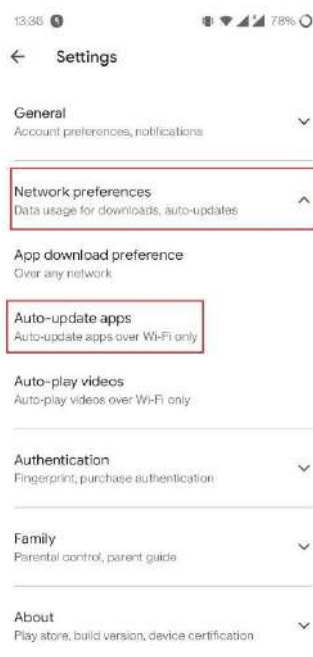 13:38
78%
Settings
General
Account preferences, notifications
Network preferences
Data usage for downloads, auto-updates
App download preference
Over any network
Auto-update apps
Auto-update apps over Wi-Fi only
Auto-play videos
Auto-play videos over Wi-Fi only
Authentication
Fingerprint, purchase authentication
Family
Parental control, parent guide
About
Play store, build version, device certification